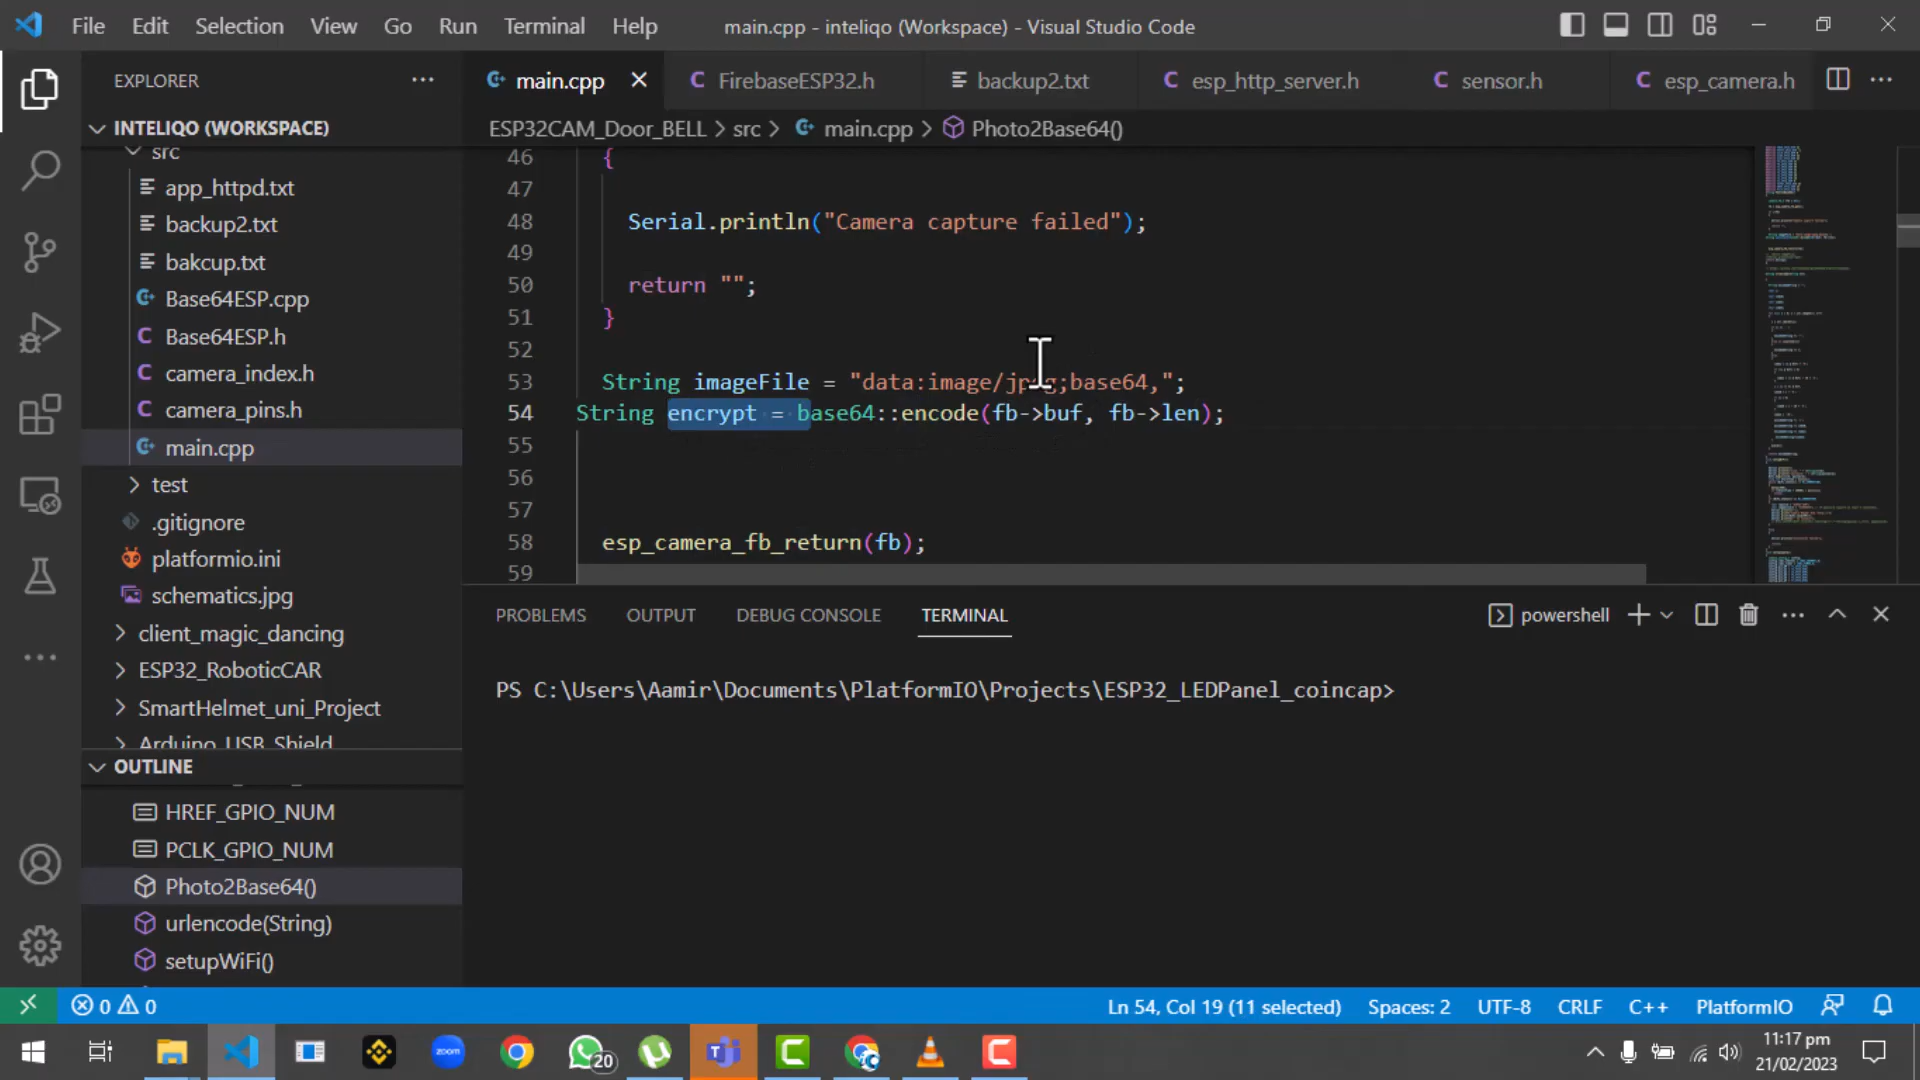 File Edit Selection View Go Run Terminal Help main.cpp - inteliqo (Workspace) - Visual Studio Code
EXPLORER
main.cpp FirebaseESP32.h backup2.txt esp_http_server.h sensor.h esp_camera.h
INTELIQO (WORKSPACE)
ESP32CAM_Door_BELL > src > main.cpp > Photo2Base64()
src
app_httpd.txt
backup2.txt
bakcup.txt
Base64ESP.cpp
Base64ESP.h
camera_index.h
camera_pins.h
main.cpp
test
.gitignore
platformio.ini
schematics.jpg
client_magic_dancing
ESP32_RoboticCAR
SmartHelmet_uni_Project
Arduino_USB_Shield
OUTLINE
HREF_GPIO_NUM
PCLK_GPIO_NUM
Photo2Base64()
urlencode(String)
setupWiFi()
46 {
47
48 Serial.println("Camera capture failed");
49
50 return "";
51 }
52
53 String imageFile = "data:image/jpeg;base64,";
54 String encrypt = base64::encode(fb->buf, fb->len);
55
56
57
58 esp_camera_fb_return(fb);
59
PROBLEMS OUTPUT DEBUG CONSOLE TERMINAL powershell
PS C:\Users\Aamir\Documents\PlatformIO\Projects\ESP32_LEDPanel_coincap>
0 0 Ln 54, Col 19 (11 selected) Spaces: 2 UTF-8 CRLF C++ PlatformIO
zoom 20
11:17 pm
21/02/2023